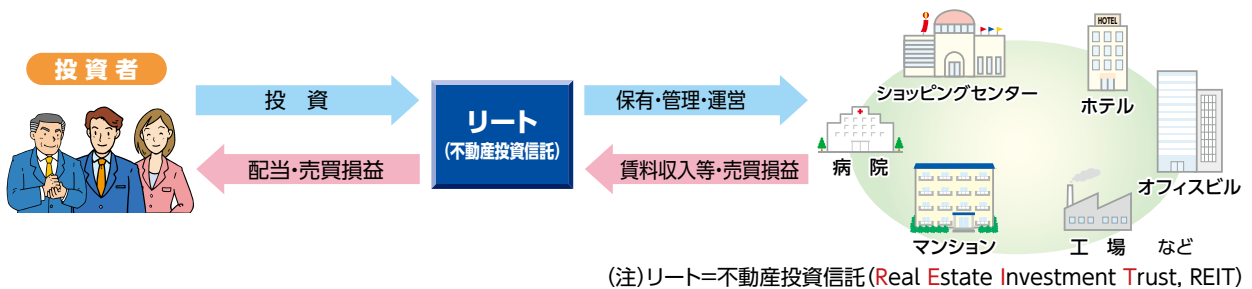 投資者
投 資
配当・売買損益
リート
(不動産投資信託)
保有・管理・運営
賃料収入等・売買損益
ショッピングセンター
HOTEL
ホテル
病 院
オフィスビル
マンション
工 場 など
(注)リート=不動産投資信託(Real Estate Investment Trust, REIT)